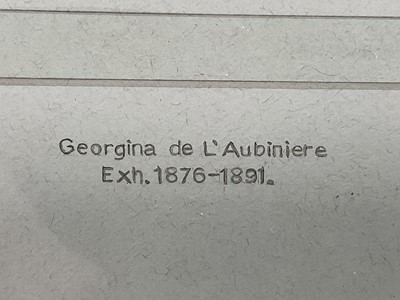 Georgina de L'Aubiniere
Exh. 1876-1891.